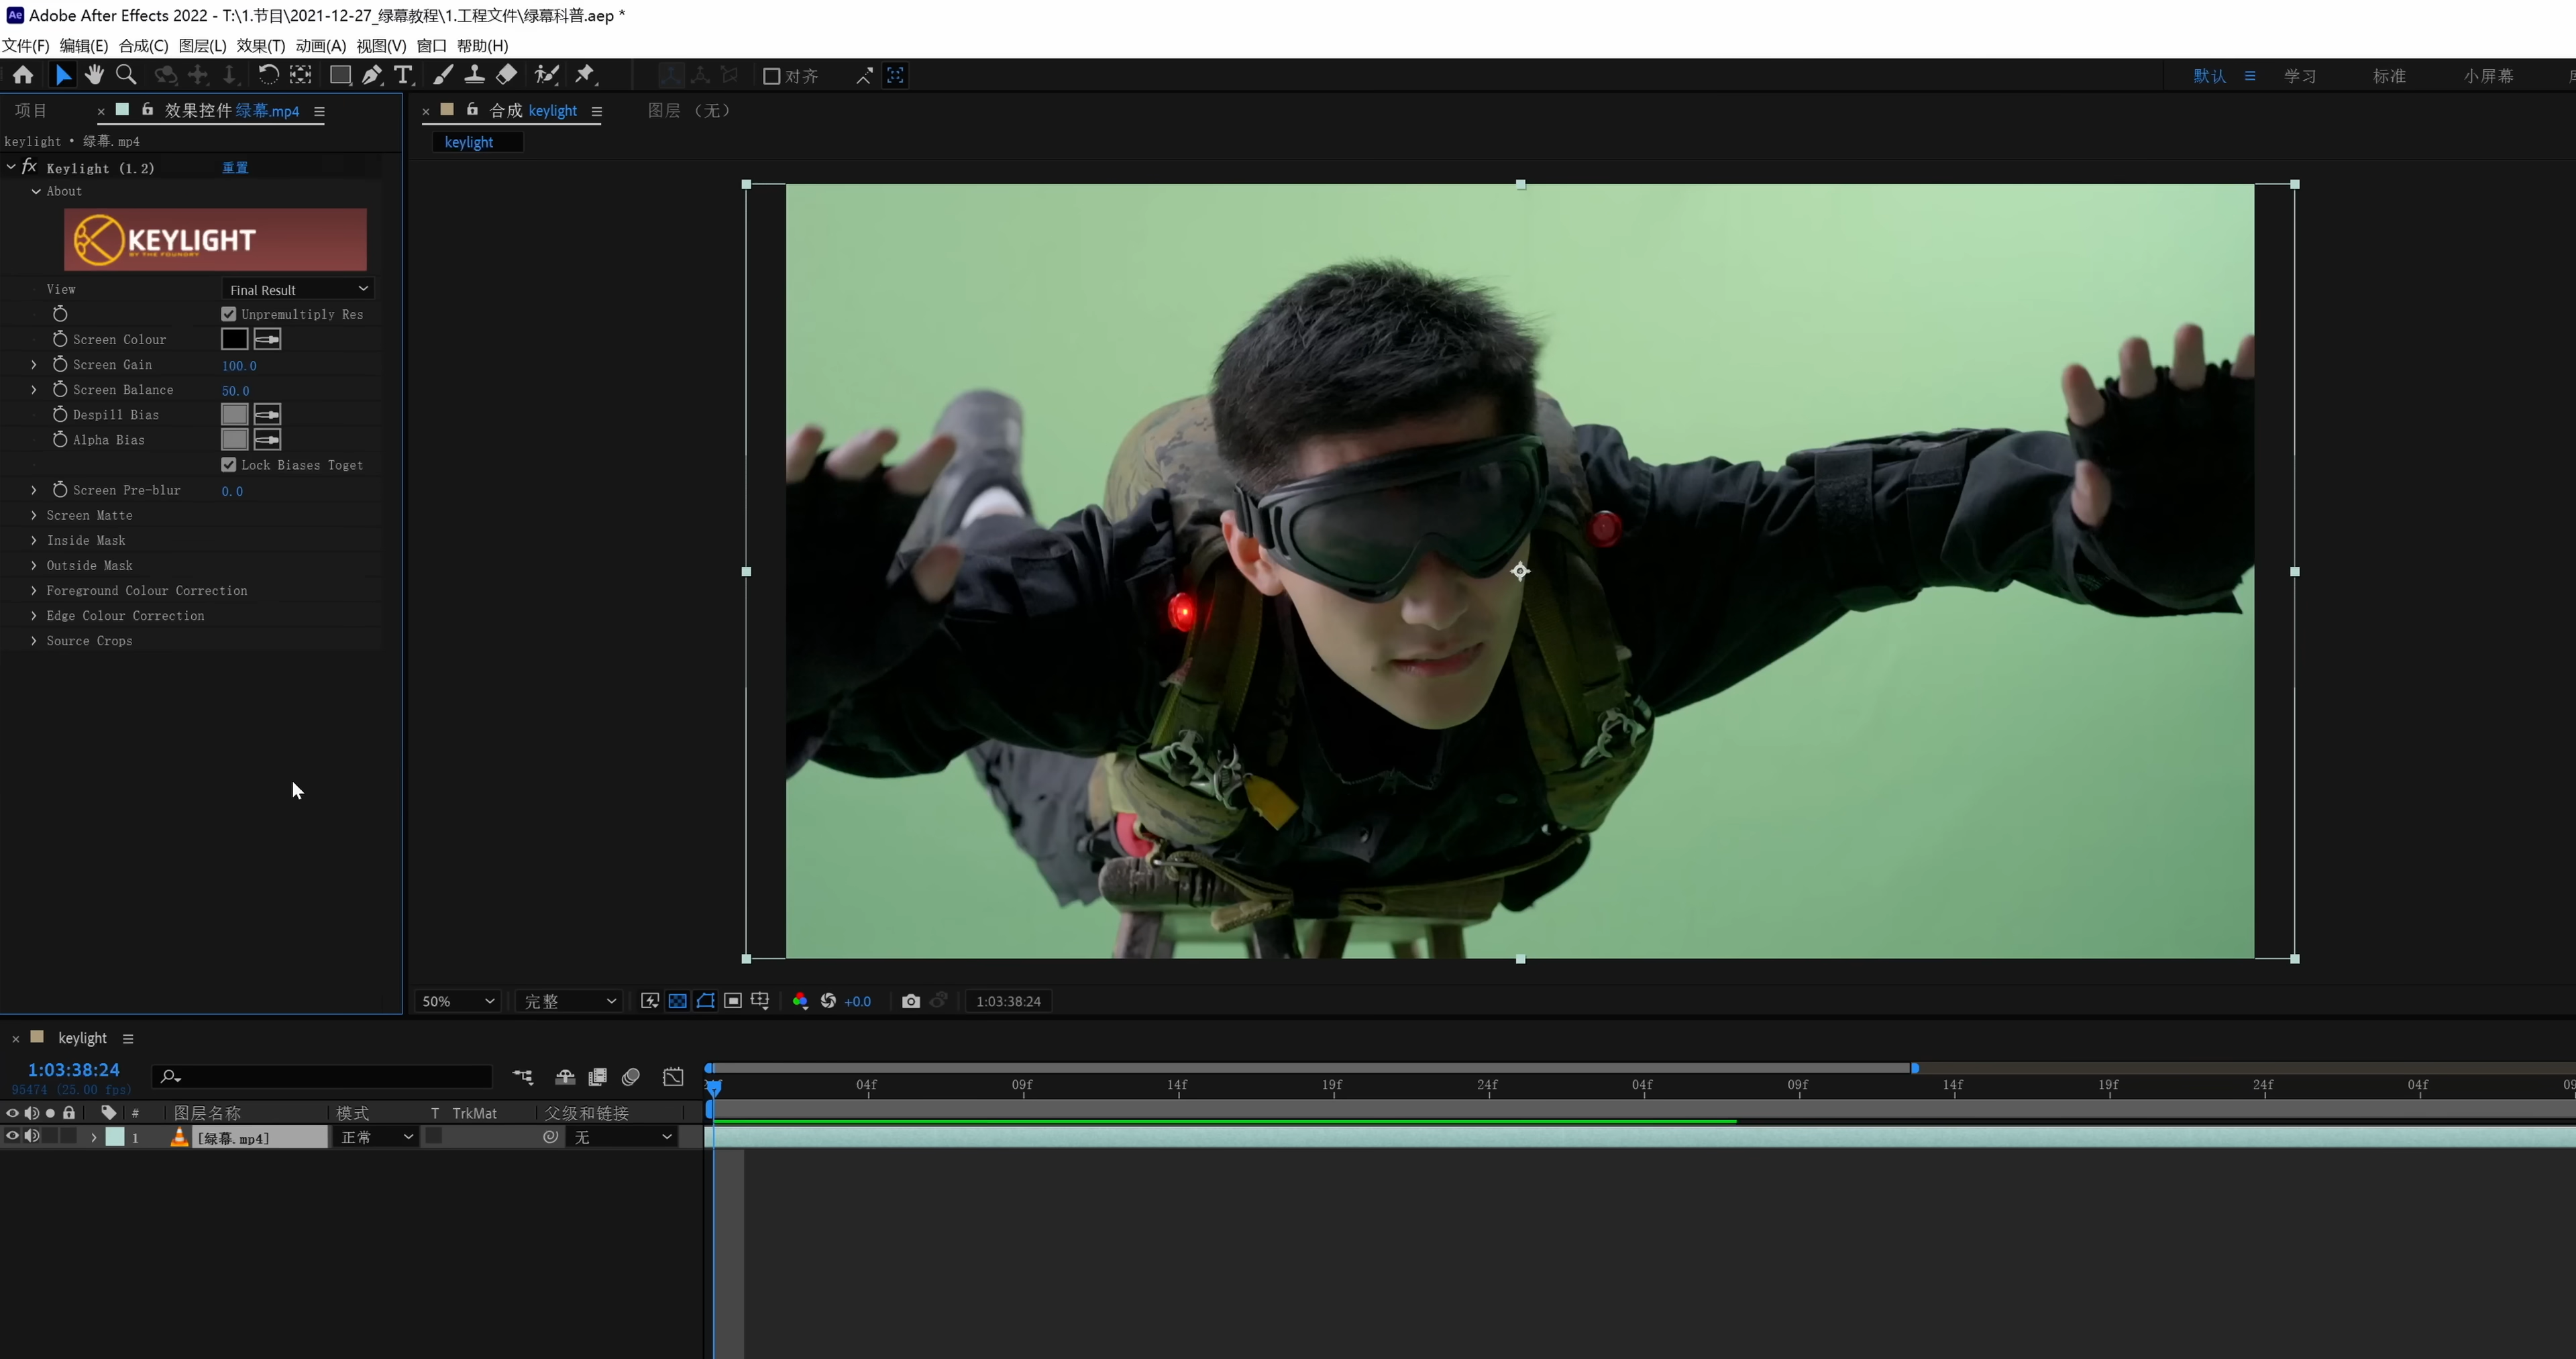 Adobe After Effects 2022 - T:\1.节目\2021-12-27_绿幕教程\1.工程文件\绿幕科普.aep *
文件(F) 编辑(E) 合成(C) 图层(L) 效果(T) 动画(A) 视图(V) 窗口 帮助(H)
对齐 默认 学习 标准 小屏幕
项目 效果控件 绿幕.mp4 合成 keylight 图层 （无）
keylight • 绿幕.mp4
keylight
fx Keylight (1.2) 重置
About
KEYLIGHT
BY THE FOUNDRY
View Final Result
Unpremultiply Res
Screen Colour
Screen Gain 100.0
Screen Balance 50.0
Despill Bias
Alpha Bias
Lock Biases Toget
Screen Pre-blur 0.0
Screen Matte
Inside Mask
Outside Mask
Foreground Colour Correction
Edge Colour Correction
Source Crops
50% 完整 +0.0 1:03:38:24
keylight
1:03:38:24
95474 (25.00 fps)
04f 09f 14f 19f 24f 04f 09f 14f 19f 24f 04f
# 图层名称 模式 T TrkMat 父级和链接
1 [绿幕.mp4] 正常 无